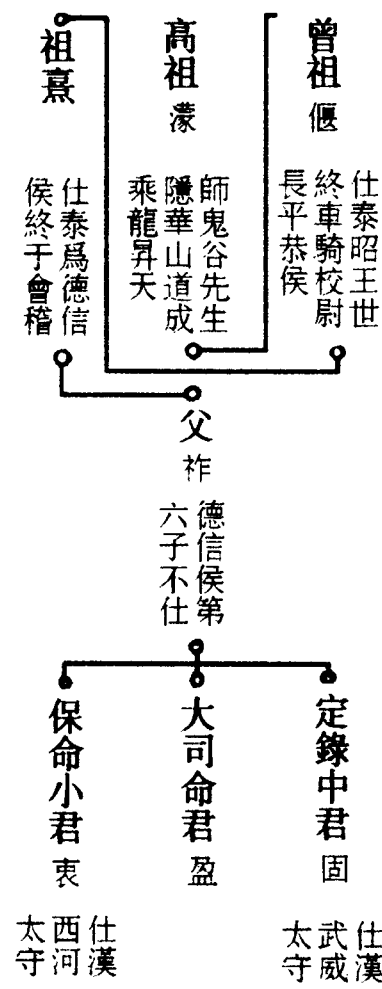 曾祖 偃
仕泰昭王世
終車騎校尉
長平恭侯
高祖 濛
師鬼谷先生
隱華山道成
乘龍昇天
祖熹
仕泰爲德信
侯終于會稽
父 祚
德信侯第
六子不仕
定錄中君 固
仕漢
武威
太守
大司命君 盈
保命小君 衷
仕漢
西河
太守